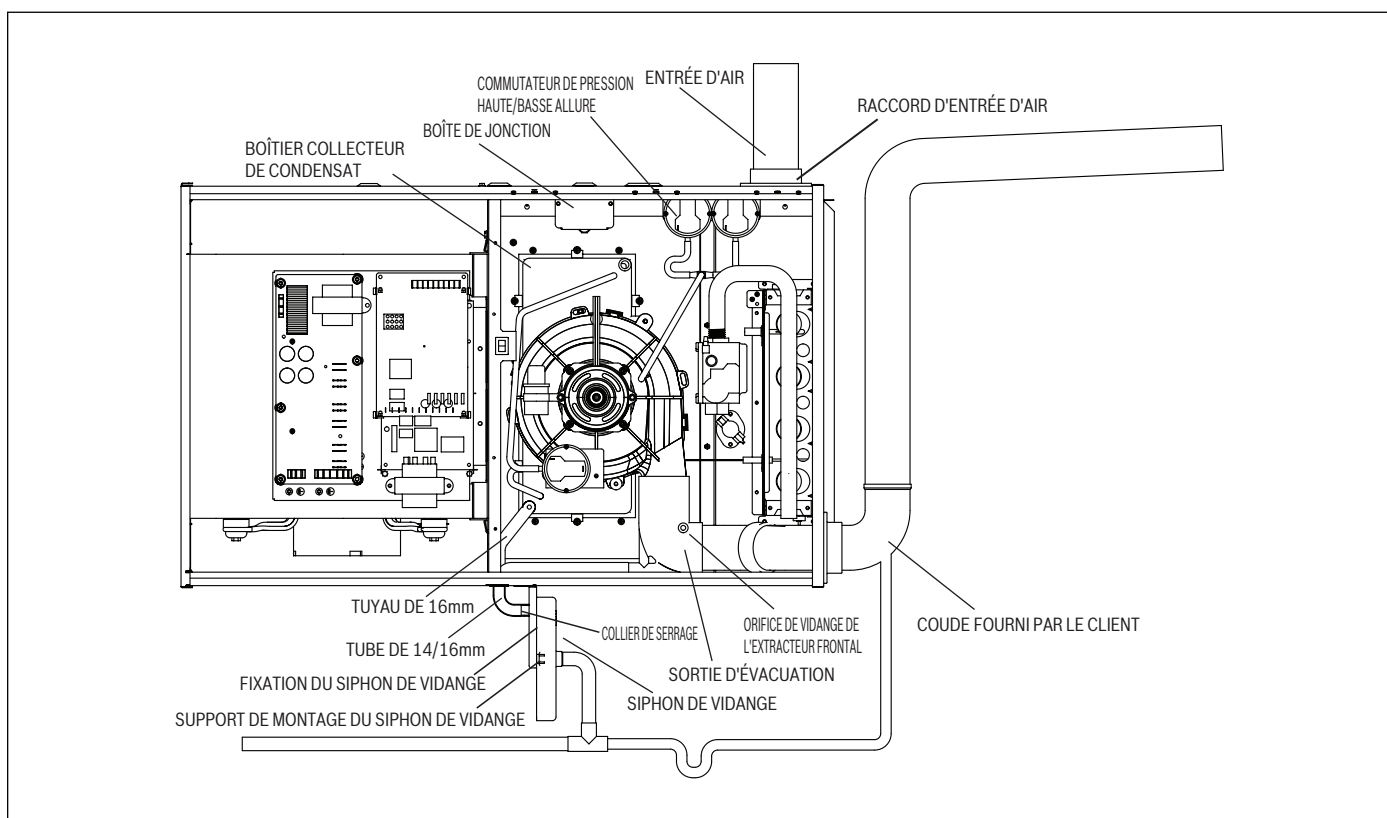 ENTRÉE D'AIR
COMMUTATEUR DE PRESSION
HAUTE/BASSE ALLURE
RACCORD D'ENTRÉE D'AIR
BOÎTE DE JONCTION
BOÎTIER COLLECTEUR
DE CONDENSAT
TUYAU DE 16mm
TUBE DE 14/16mm
COLLIER DE SERRAGE
ORIFICE DE VIDANGE DE
L'EXTRACTEUR FRONTAL
COUDE FOURNI PAR LE CLIENT
FIXATION DU SIPHON DE VIDANGE
SORTIE D'ÉVACUATION
SIPHON DE VIDANGE
SUPPORT DE MONTAGE DU SIPHON DE VIDANGE